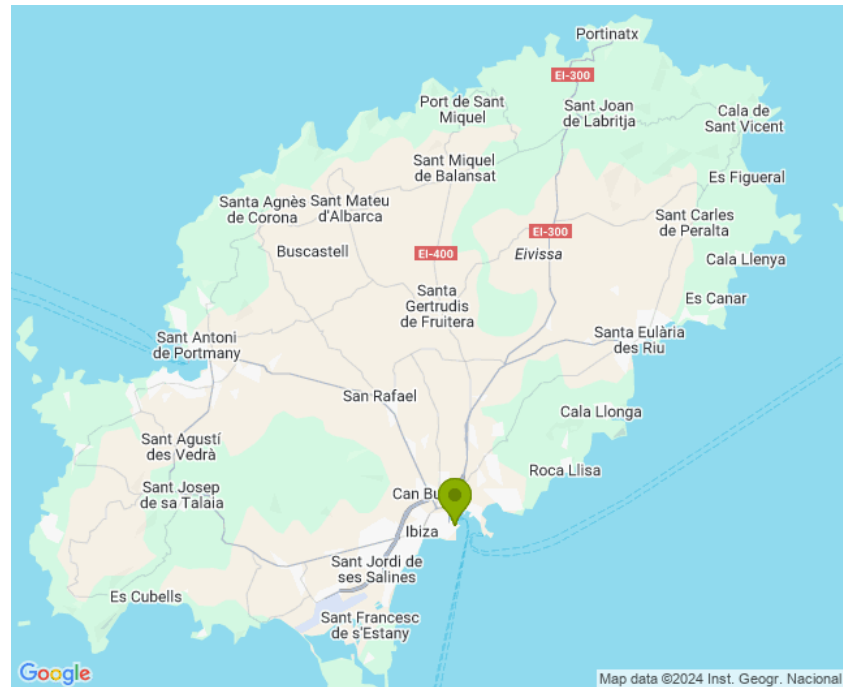 Portinatx
EI-300
Port de Sant
Miquel
Sant Joan
de Labritja
Cala de
Sant Vicent
Sant Miquel
de Balansat
Es Figueral
Santa Agnès
de Corona
Sant Mateu
d'Albarca
Sant Carles
de Peralta
EI-300
Buscastell
EI-400
Eivissa
Cala Llenya
Santa
Gertrudis
de Fruitera
Es Canar
Sant Antoni
de Portmany
Santa Eulària
des Riu
San Rafael
Cala Llonga
Sant Agustí
des Vedrà
Roca Llisa
Sant Josep
de sa Talaia
Can Bu
Ibiza
Sant Jordi de
ses Salines
Es Cubells
Sant Francesc
de s'Estany
Google
Map data ©2024 Inst. Geogr. Nacional